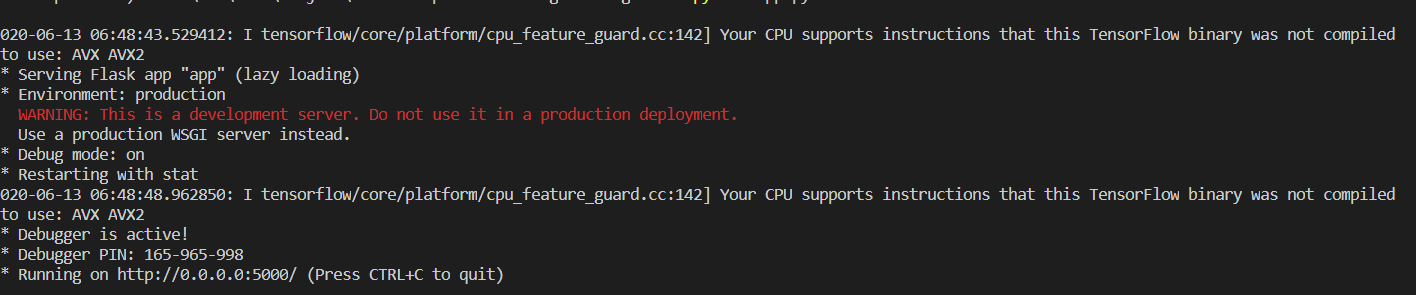 020-06-13 06:48:43.529412: I tensorflow/core/platform/cpu_feature_guard.cc:142] Your CPU supports instructions that this TensorFlow binary was not compiled
to use: AVX AVX2
* Serving Flask app "app" (lazy loading)
* Environment: production
WARNING: This is a development server. Do not use it in a production deployment.
Use a production WSGI server instead.
* Debug mode: on
* Restarting with stat
020-06-13 06:48:48.962850: I tensorflow/core/platform/cpu_feature_guard.cc:142] Your CPU supports instructions that this TensorFlow binary was not compiled
to use: AVX AVX2
* Debugger is active!
* Debugger PIN: 165-965-998
* Running on http://0.0.0.0:5000/ (Press CTRL+C to quit)